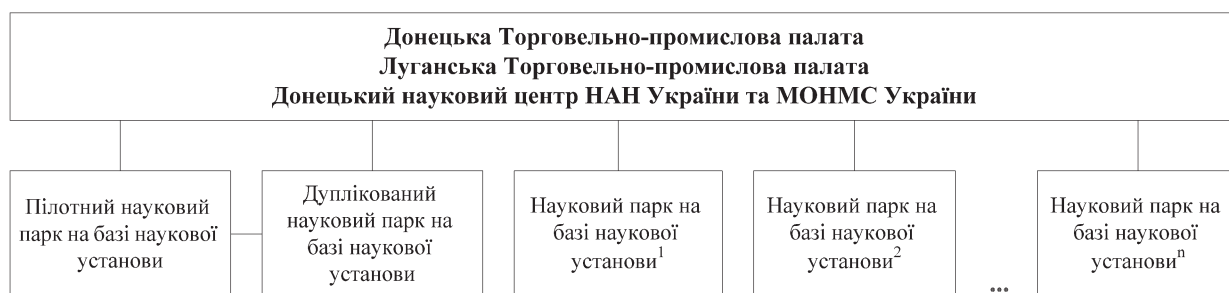 Донецька Торговельно-промислова палата
Луганська Торговельно-промислова палата
Донецький науковий центр НАН України та МОНМС України
Пілотний науковий
парк на базі наукової
установи
Дуплікований
науковий парк на
базі наукової
установи
Науковий парк на
базі наукової
установи¹
Науковий парк на
базі наукової
установи²
...
Науковий парк на
базі наукової
установиⁿ